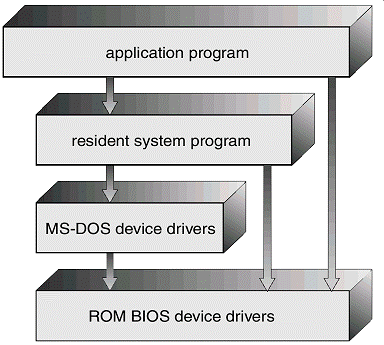 application program
resident system program
MS-DOS device drivers
ROM BIOS device drivers